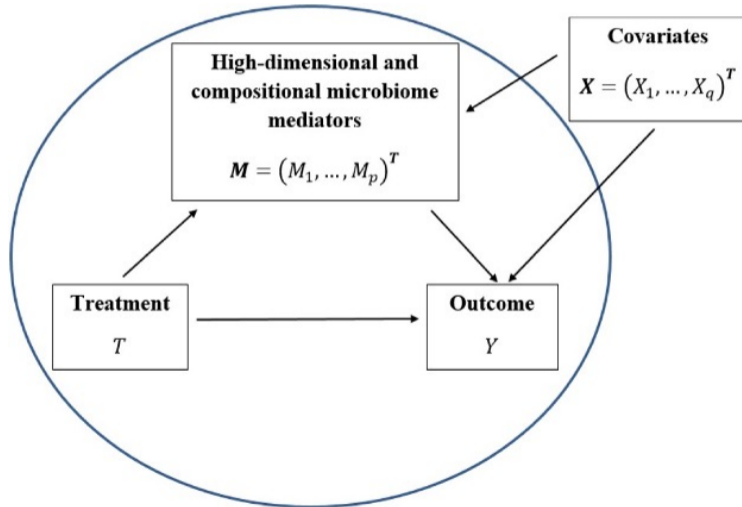 High-dimensional and
compositional microbiome
mediators
M = (M₁, ..., Mₚ)ᵀ
Covariates
X = (X₁, ..., X_q)ᵀ
Treatment
T
Outcome
Y